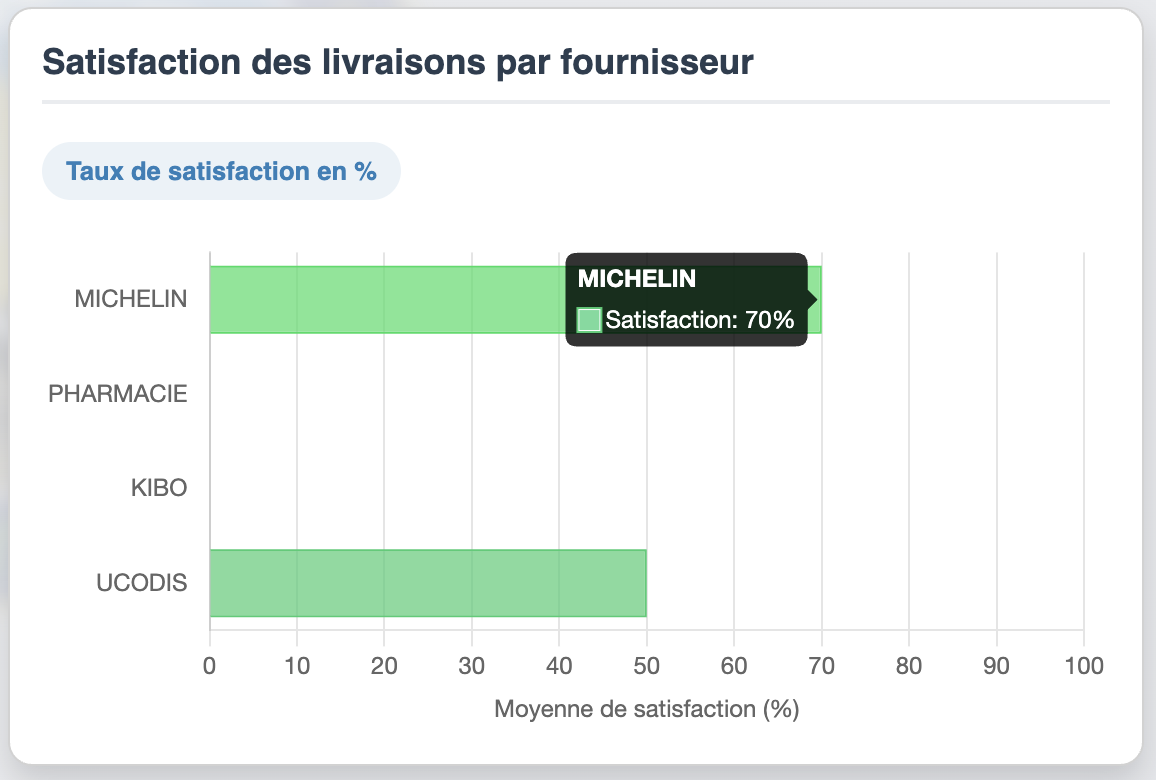 Satisfaction des livraisons par fournisseur
Taux de satisfaction en %
MICHELIN
MICHELIN
Satisfaction: 70%
PHARMACIE
KIBO
UCODIS
0 10 20 30 40 50 60 70 80 90 100
Moyenne de satisfaction (%)